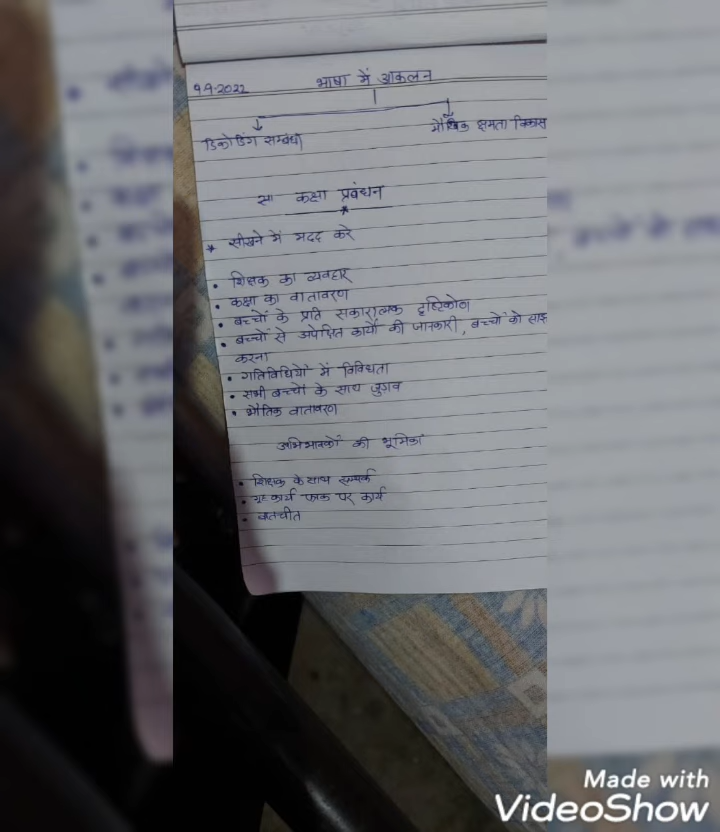 9-9-2022 भाषा में आकलन
डिकोडिंग सम्बंधी मौखिक क्षमता विकास
कक्षा प्रबंधन
* सीखने में मदद करे
• शिक्षक का व्यवहार
• कक्षा का वातावरण
• बच्चों के प्रति सकारात्मक दृष्टिकोण
• बच्चों से अपेक्षित कार्यों की जानकारी, बच्चों को साफ
करना
• गतिविधियों में विविधता
• सभी बच्चों के साथ जुड़ाव
• भौतिक वातावरण
अभिभावकों की भूमिका
• शिक्षक के साथ सम्पर्क
• गृह कार्य पर कार्य
• बातचीत
Made with
VideoShow